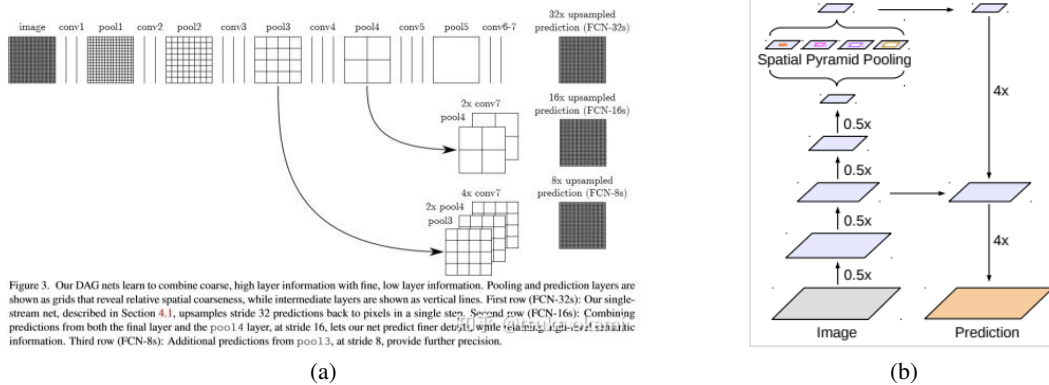 image conv1 pool1 conv2 pool2 conv3 pool3 conv4 pool4 conv5 pool5 conv6-7
32x upsampled
prediction (FCN-32s)
2x conv7
pool4
16x upsampled
prediction (FCN-16s)
4x conv7
2x pool4
pool3
8x upsampled
prediction (FCN-8s)
Figure 3. Our DAG nets learn to combine coarse, high layer information with fine, low layer information. Pooling and prediction layers are
shown as grids that reveal relative spatial coarseness, while intermediate layers are shown as vertical lines. First row (FCN-32s): Our single-
stream net, described in Section 4.1, upsamples stride 32 predictions back to pixels in a single step. Second row (FCN-16s): Combining
predictions from both the final layer and the pool4 layer, at stride 16, lets our net predict finer details, while retaining high-level semantic
information. Third row (FCN-8s): Additional predictions from pool3, at stride 8, provide further precision.
(a)
Spatial Pyramid Pooling
0.5x
0.5x
0.5x
0.5x
4x
4x
Image
Prediction
(b)